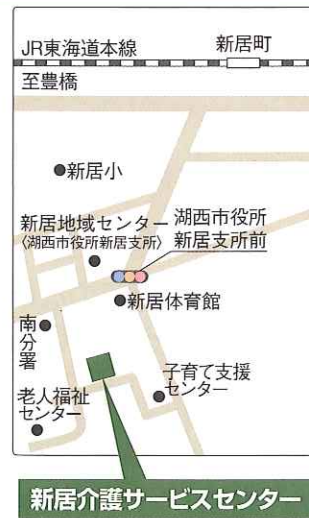 JR東海道本線
新居町
至豊橋
新居小
新居地域センター
〈湖西市役所新居支所〉
湖西市役所
新居支所前
新居体育館
南分署
子育て支援
センター
老人福祉
センター
新居介護サービスセンター